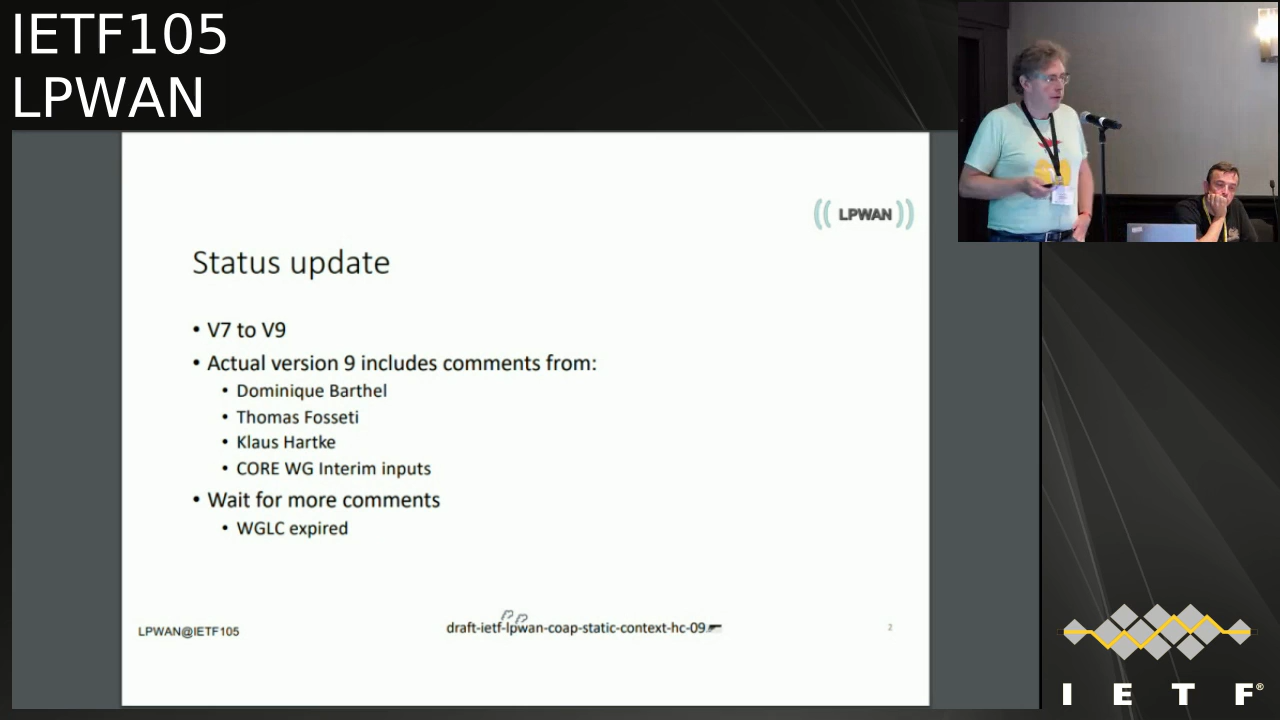 IETF105
LPWAN
LPWAN
Status update
• V7 to V9
• Actual version 9 includes comments from:
• Dominique Barthel
• Thomas Fosseti
• Klaus Hartke
• CORE WG Interim inputs
• Wait for more comments
• WGLC expired
LPWAN@IETF105
draft-ietf-lpwan-coap-static-context-hc-09
2
I E T F®